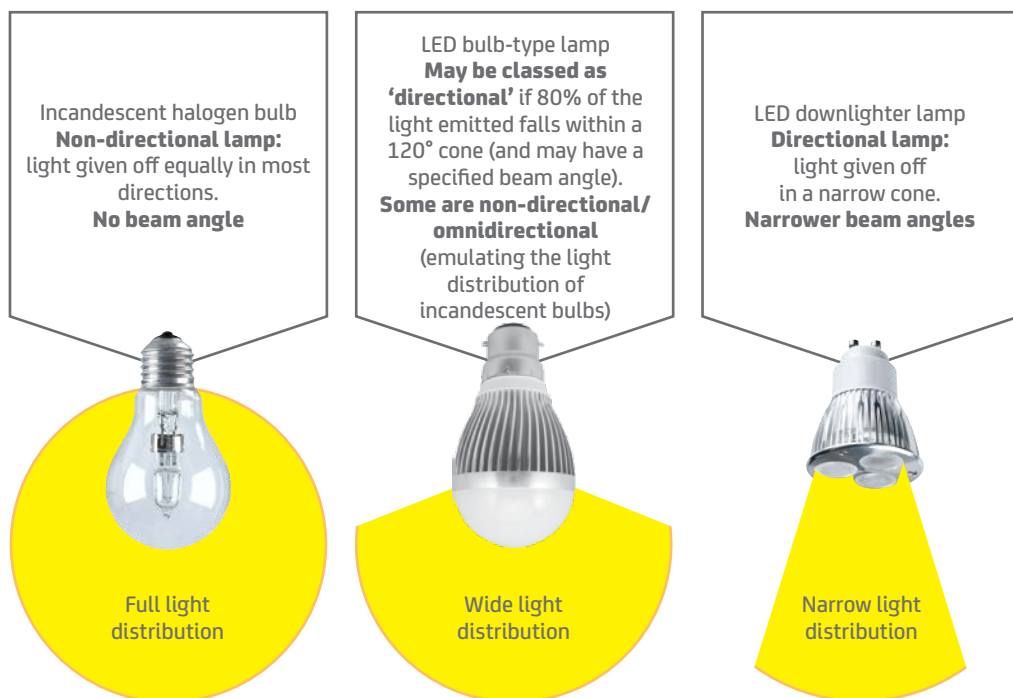 Incandescent halogen bulb
Non-directional lamp:
light given off equally in most
directions.
No beam angle
LED bulb-type lamp
May be classed as
‘directional’ if 80% of the
light emitted falls within a
120° cone (and may have a
specified beam angle).
Some are non-directional/
omnidirectional
(emulating the light
distribution of
incandescent bulbs)
LED downlighter lamp
Directional lamp:
light given off
in a narrow cone.
Narrower beam angles
Full light
distribution
Wide light
distribution
Narrow light
distribution